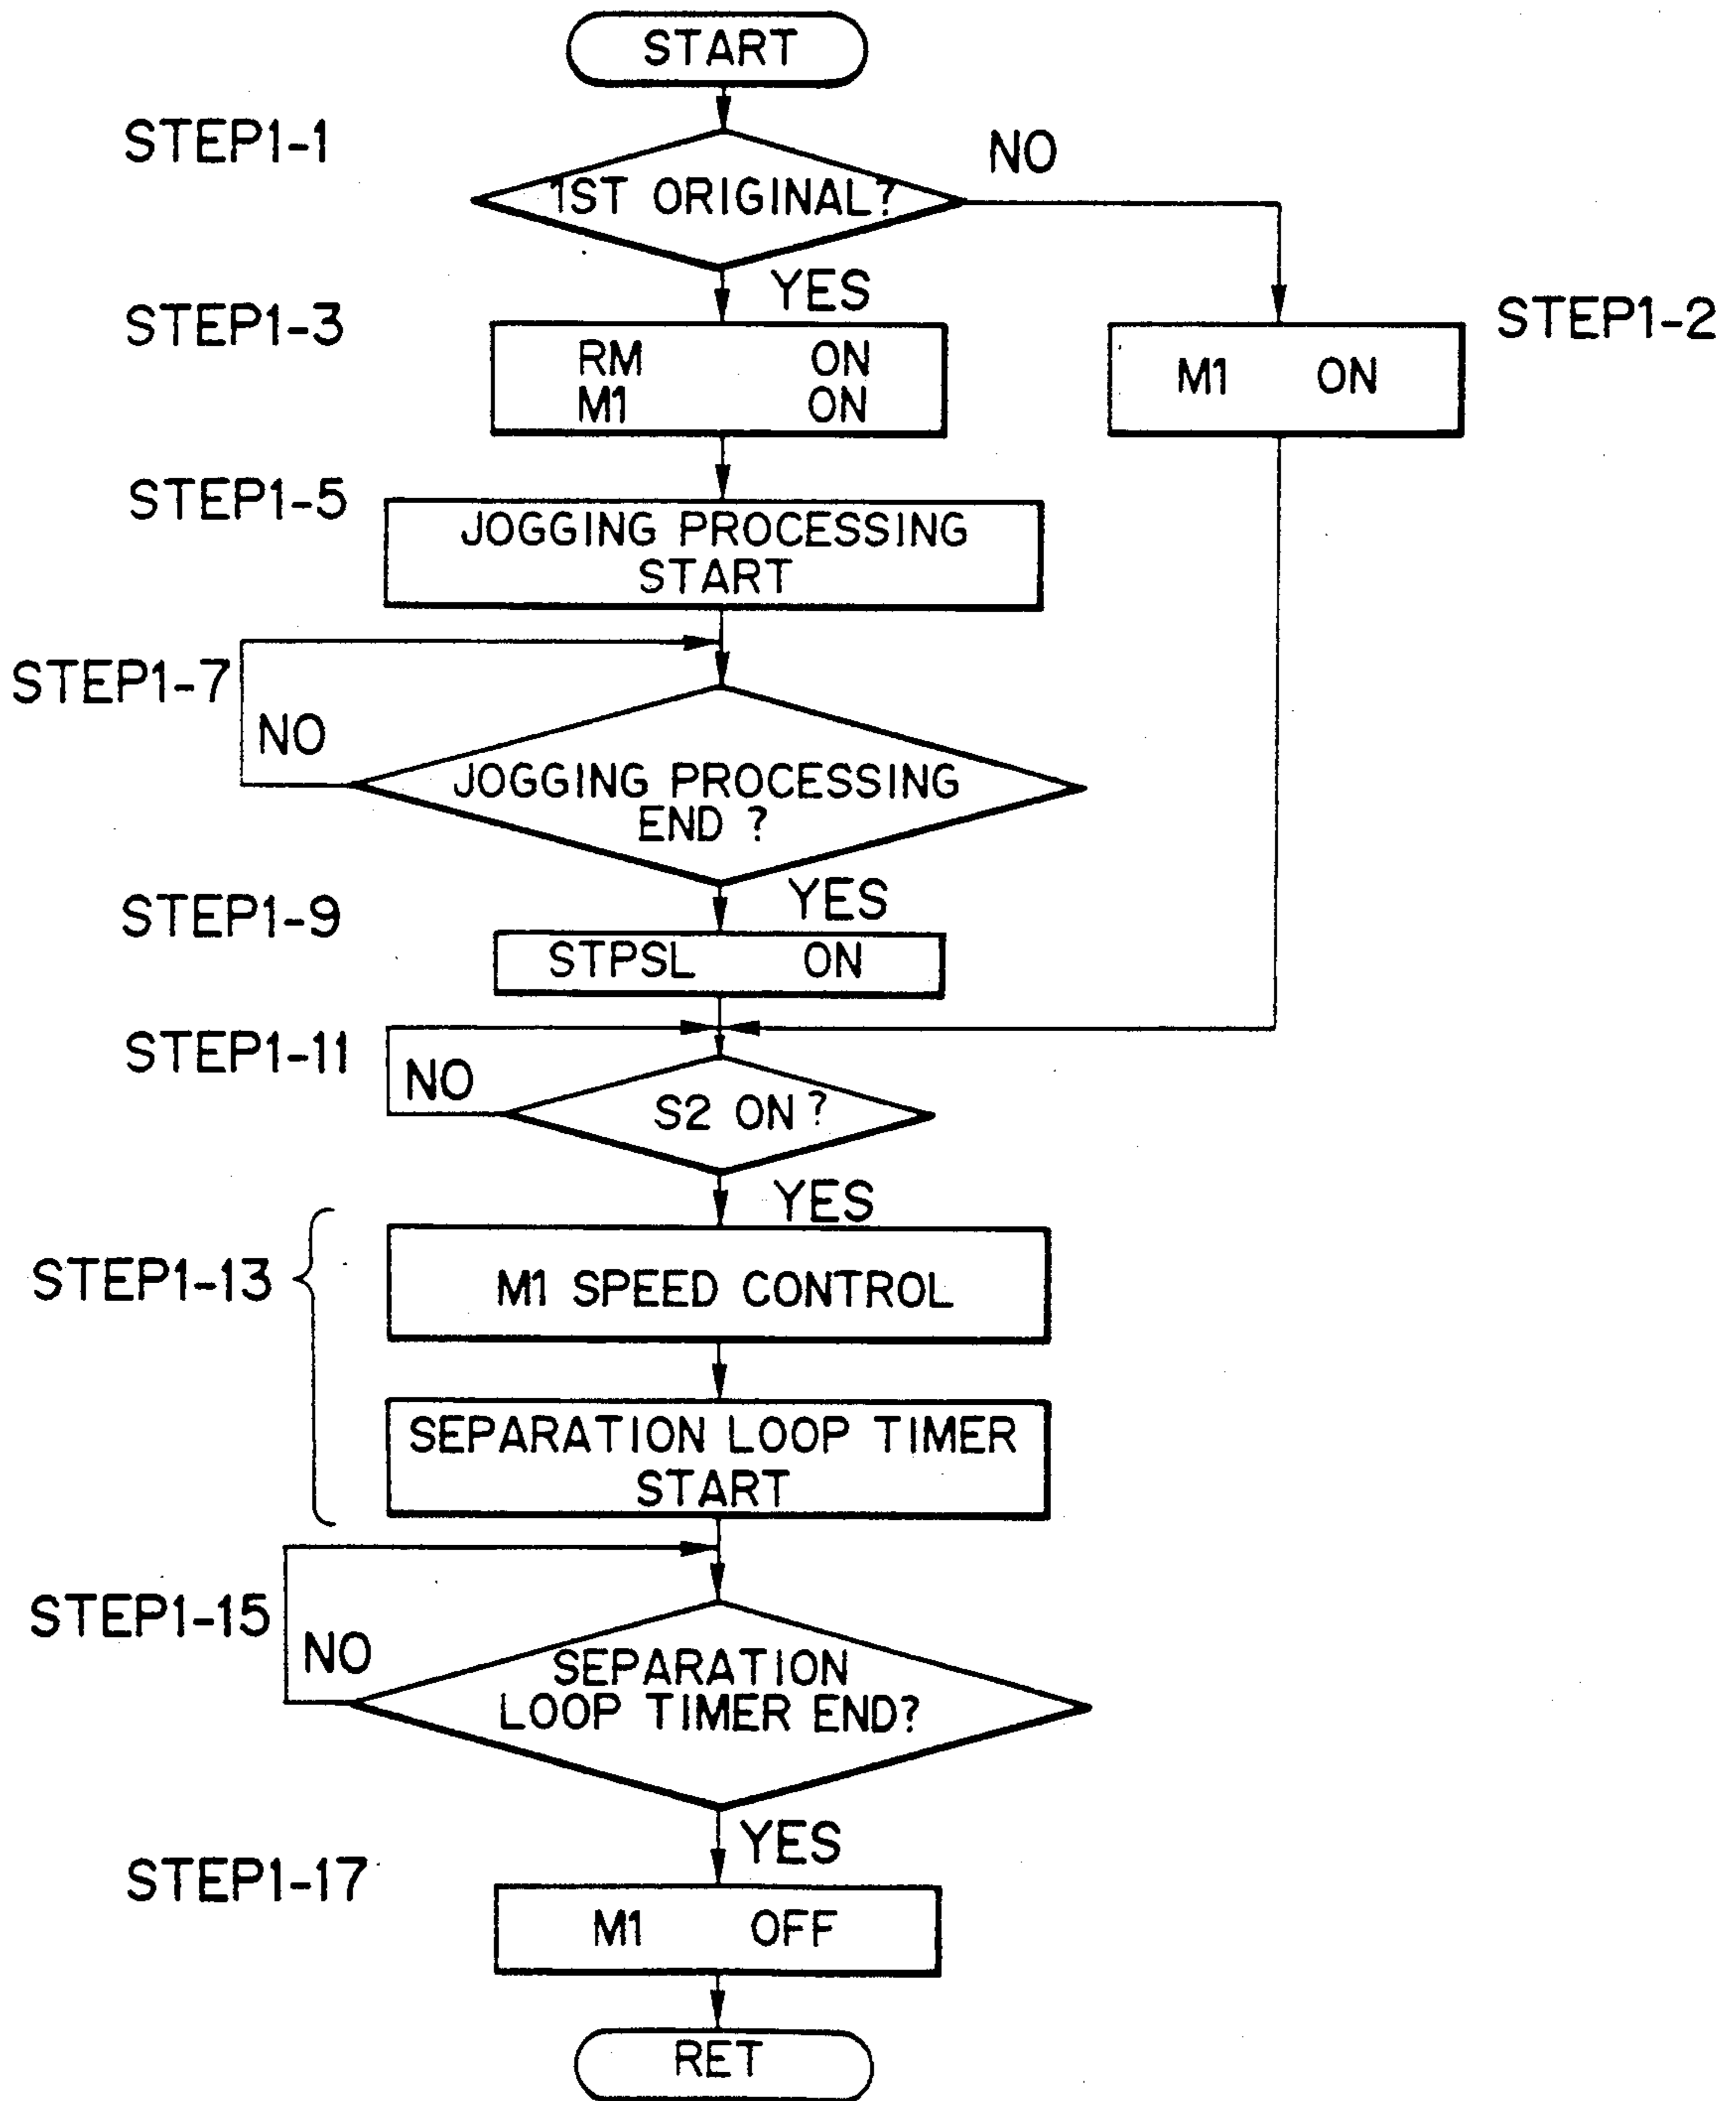 START
STEP1-1
NO
1ST ORIGINAL?
YES
STEP1-3
RM ON
M1 ON
STEP1-2
M1 ON
STEP1-5
JOGGING PROCESSING
START
STEP1-7
NO
JOGGING PROCESSING
END ?
YES
STEP1-9
STPSL ON
STEP1-11
NO
S2 ON?
YES
STEP1-13
M1 SPEED CONTROL
SEPARATION LOOP TIMER
START
STEP1-15
NO
SEPARATION
LOOP TIMER END?
YES
STEP1-17
M1 OFF
RET